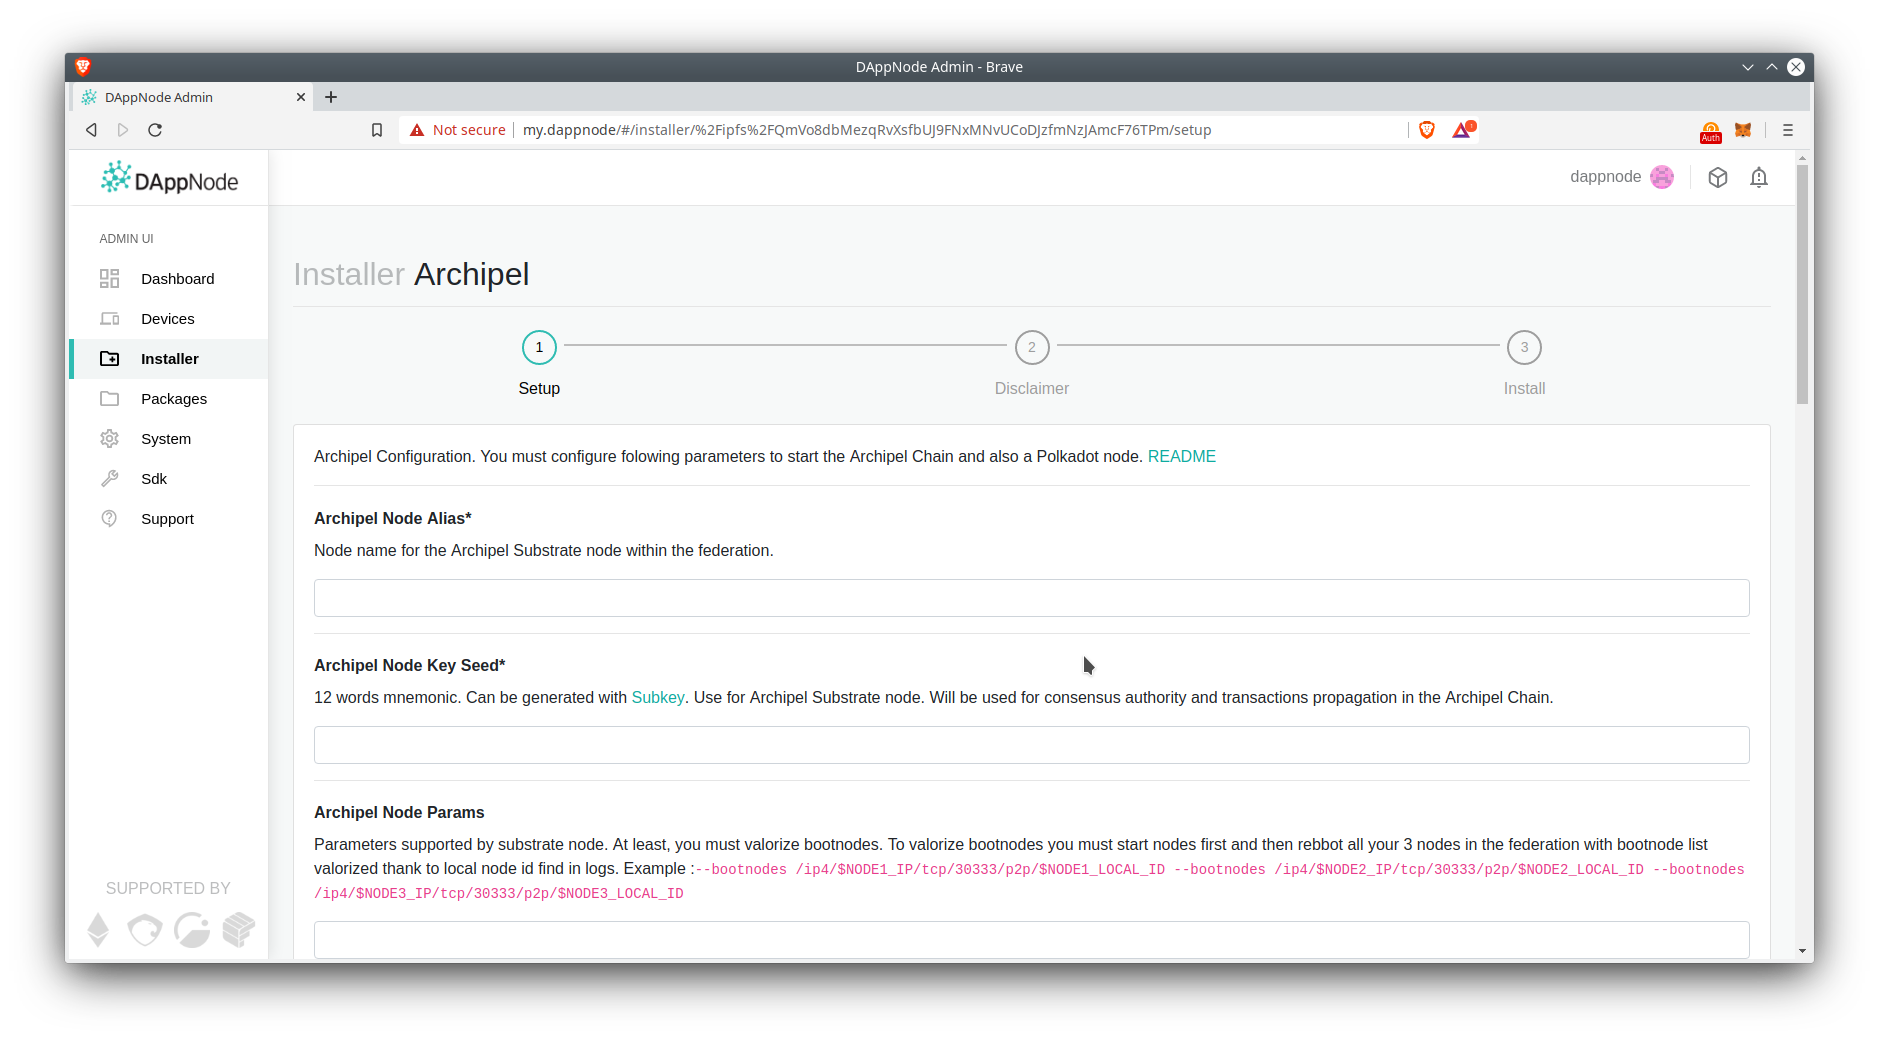 DAppNode Admin - Brave
DAppNode Admin
Not secure
my.dappnode/#/installer/%2Fipfs%2FQmVo8dbMezqRvXsfbUJ9FNxMNvUCoDJzfmNzJAmcF76TPm/setup
Auth
DAppNode
dappnode
ADMIN UI
Dashboard
Devices
Installer
Packages
System
Sdk
Support
SUPPORTED BY
Installer Archipel
1
2
3
Setup
Disclaimer
Install
Archipel Configuration. You must configure folowing parameters to start the Archipel Chain and also a Polkadot node. README
Archipel Node Alias*
Node name for the Archipel Substrate node within the federation.
Archipel Node Key Seed*
12 words mnemonic. Can be generated with Subkey. Use for Archipel Substrate node. Will be used for consensus authority and transactions propagation in the Archipel Chain.
Archipel Node Params
Parameters supported by substrate node. At least, you must valorize bootnodes. To valorize bootnodes you must start nodes first and then rebbot all your 3 nodes in the federation with bootnode list
valorized thank to local node id find in logs. Example :--bootnodes /ip4/$NODE1_IP/tcp/30333/p2p/$NODE1_LOCAL_ID --bootnodes /ip4/$NODE2_IP/tcp/30333/p2p/$NODE2_LOCAL_ID --bootnodes
/ip4/$NODE3_IP/tcp/30333/p2p/$NODE3_LOCAL_ID